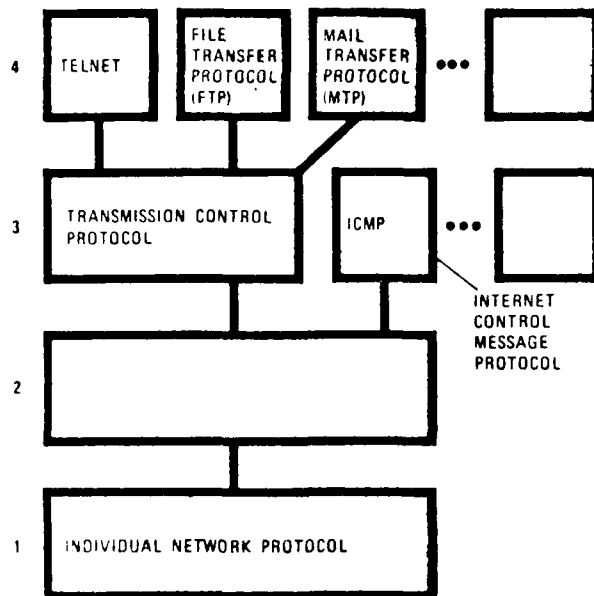 4
TELNET
FILE
TRANSFER
PROTOCOL
(FTP)
MAIL
TRANSFER
PROTOCOL
(MTP)
3
TRANSMISSION CONTROL
PROTOCOL
ICMP
INTERNET
CONTROL
MESSAGE
PROTOCOL
2
1
INDIVIDUAL NETWORK PROTOCOL